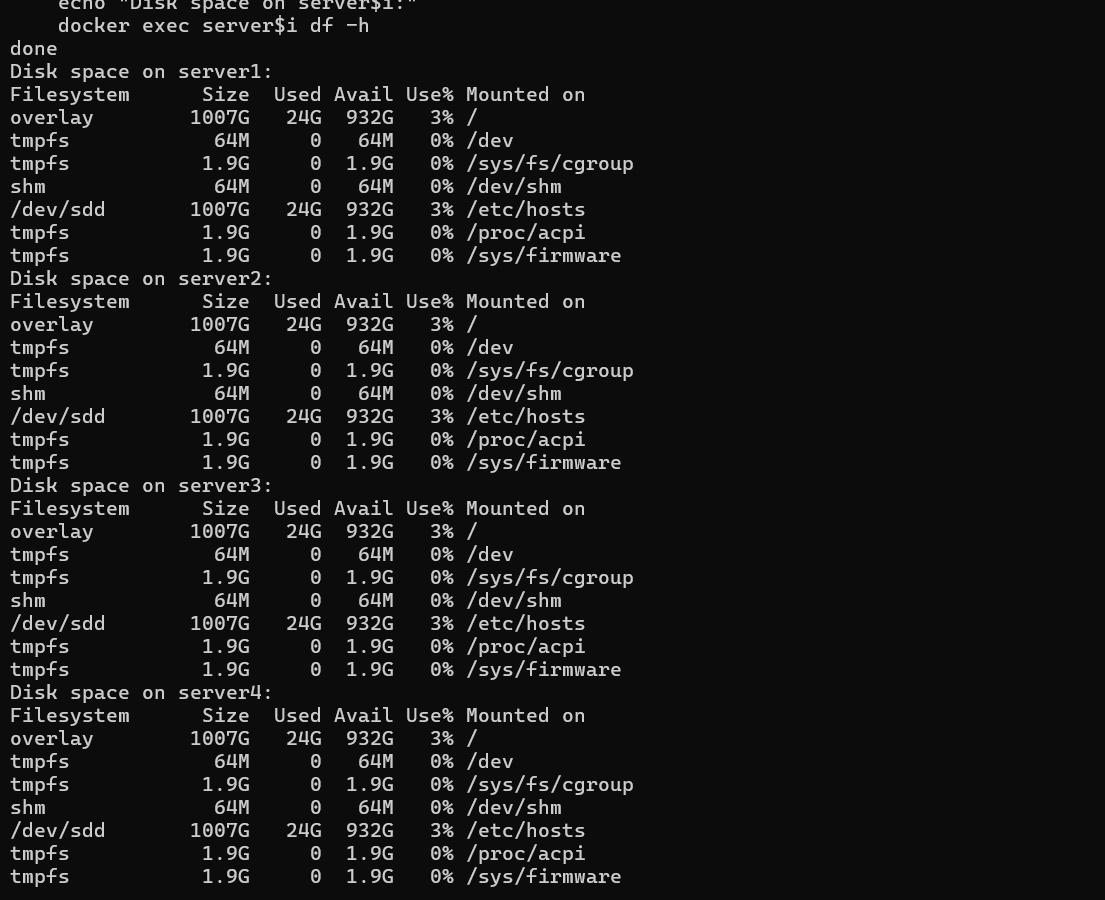 echo "Disk space on server$i:"
    docker exec server$i df -h
done
Disk space on server1:
Filesystem      Size  Used Avail Use% Mounted on
overlay        1007G   24G  932G   3% /
tmpfs            64M     0   64M   0% /dev
tmpfs           1.9G     0  1.9G   0% /sys/fs/cgroup
shm              64M     0   64M   0% /dev/shm
/dev/sdd       1007G   24G  932G   3% /etc/hosts
tmpfs           1.9G     0  1.9G   0% /proc/acpi
tmpfs           1.9G     0  1.9G   0% /sys/firmware
Disk space on server2:
Filesystem      Size  Used Avail Use% Mounted on
overlay        1007G   24G  932G   3% /
tmpfs            64M     0   64M   0% /dev
tmpfs           1.9G     0  1.9G   0% /sys/fs/cgroup
shm              64M     0   64M   0% /dev/shm
/dev/sdd       1007G   24G  932G   3% /etc/hosts
tmpfs           1.9G     0  1.9G   0% /proc/acpi
tmpfs           1.9G     0  1.9G   0% /sys/firmware
Disk space on server3:
Filesystem      Size  Used Avail Use% Mounted on
overlay        1007G   24G  932G   3% /
tmpfs            64M     0   64M   0% /dev
tmpfs           1.9G     0  1.9G   0% /sys/fs/cgroup
shm              64M     0   64M   0% /dev/shm
/dev/sdd       1007G   24G  932G   3% /etc/hosts
tmpfs           1.9G     0  1.9G   0% /proc/acpi
tmpfs           1.9G     0  1.9G   0% /sys/firmware
Disk space on server4:
Filesystem      Size  Used Avail Use% Mounted on
overlay        1007G   24G  932G   3% /
tmpfs            64M     0   64M   0% /dev
tmpfs           1.9G     0  1.9G   0% /sys/fs/cgroup
shm              64M     0   64M   0% /dev/shm
/dev/sdd       1007G   24G  932G   3% /etc/hosts
tmpfs           1.9G     0  1.9G   0% /proc/acpi
tmpfs           1.9G     0  1.9G   0% /sys/firmware